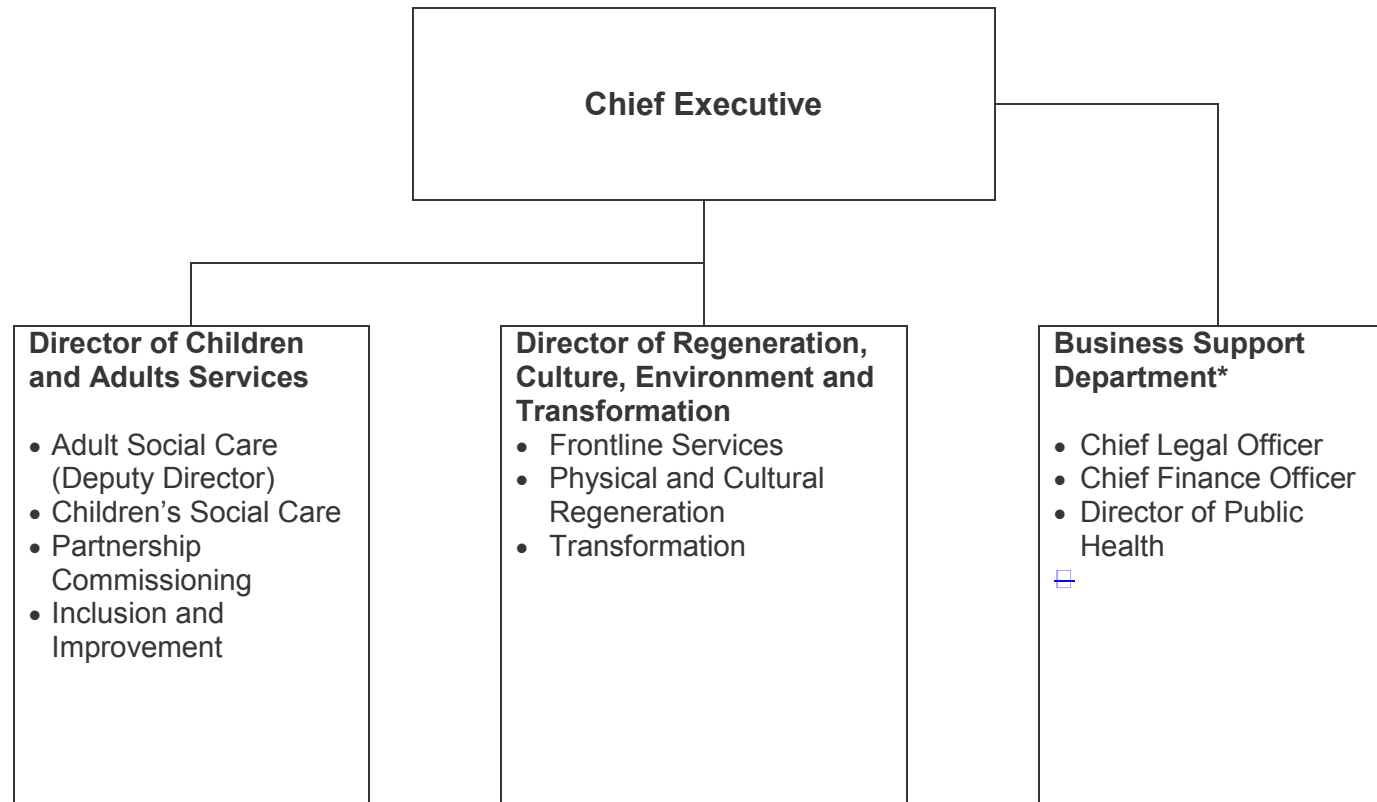 Chief Executive
Director of Children
and Adults Services
• Adult Social Care
(Deputy Director)
• Children’s Social Care
• Partnership
Commissioning
• Inclusion and
Improvement
Director of Regeneration,
Culture, Environment and
Transformation
• Frontline Services
• Physical and Cultural
Regeneration
• Transformation
Business Support
Department*
• Chief Legal Officer
• Chief Finance Officer
• Director of Public
Health